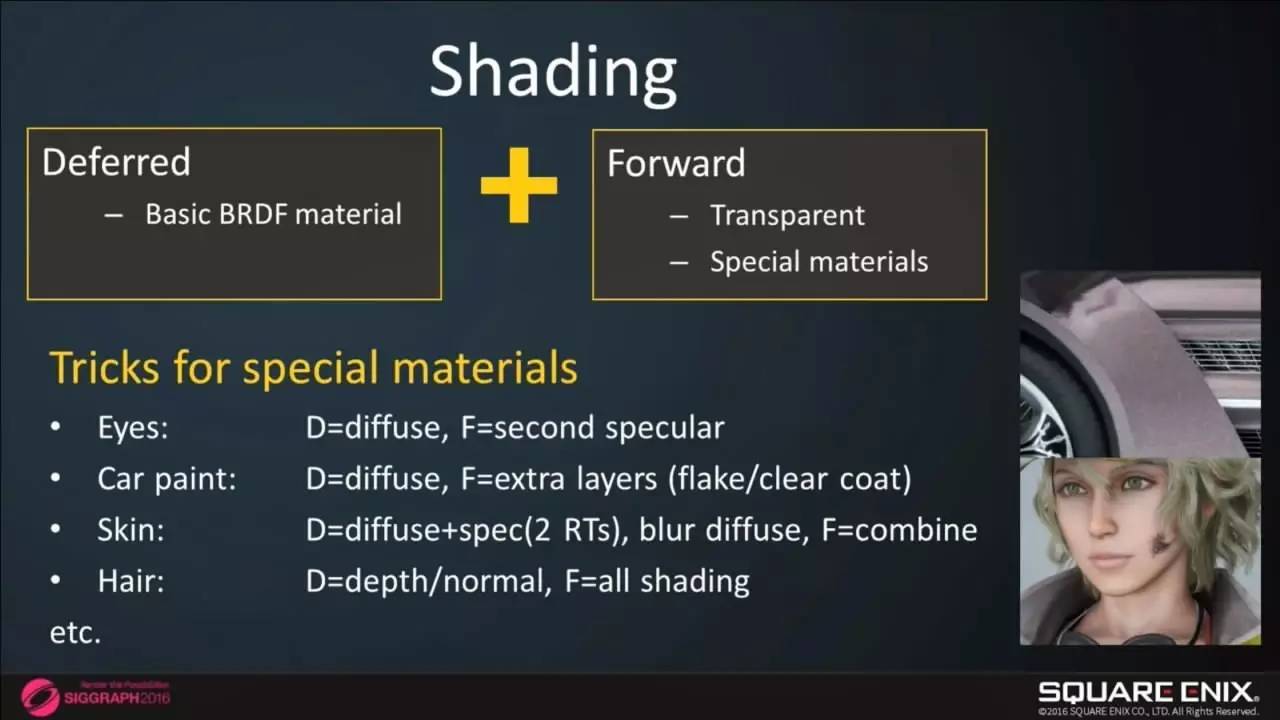 Shading
Deferred
– Basic BRDF material
+
Forward
– Transparent
– Special materials
Tricks for special materials
• Eyes: D=diffuse, F=second specular
• Car paint: D=diffuse, F=extra layers (flake/clear coat)
• Skin: D=diffuse+spec(2 RTs), blur diffuse, F=combine
• Hair: D=depth/normal, F=all shading
etc.
Render the Possibilities
SIGGRAPH2016
SQUARE ENIX.
©2016 SQUARE ENIX CO., LTD. All Rights Reserved.